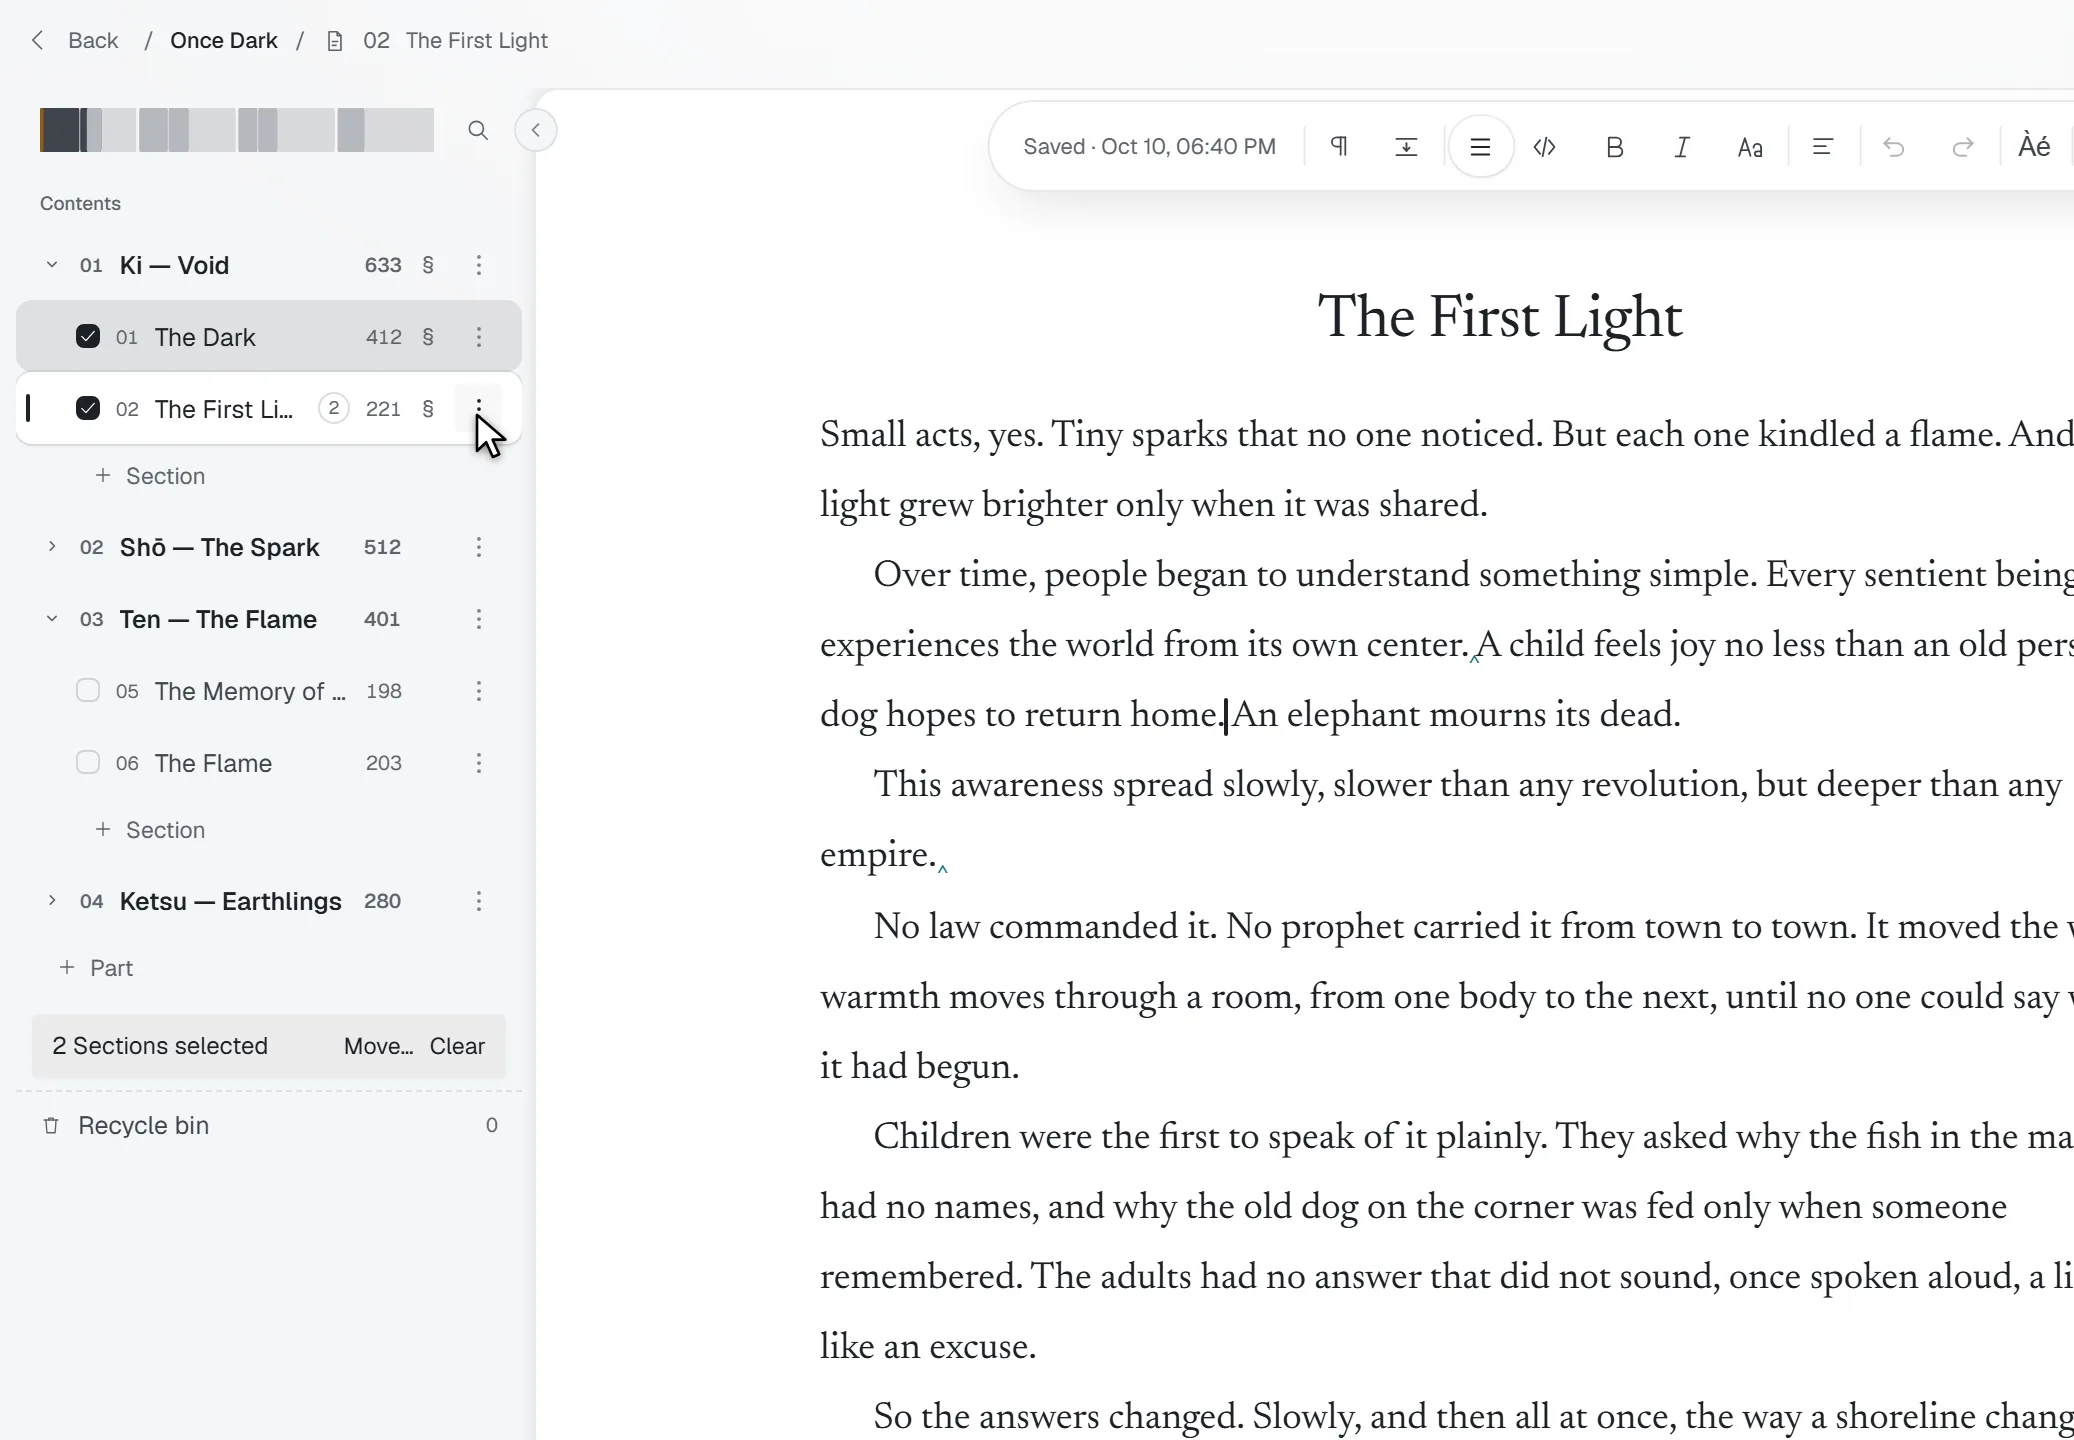 Back / Once Dark / 02 The First Light
Contents
01 Ki — Void 633 §
01 The Dark 412 §
02 The First Li... 2 221 §
+ Section
02 Shō — The Spark 512
03 Ten — The Flame 401
05 The Memory of ... 198
06 The Flame 203
+ Section
04 Ketsu — Earthlings 280
+ Part
2 Sections selected Move... Clear
Recycle bin 0
Saved · Oct 10, 06:40 PM ¶ </> B I Aa Àé
The First Light
Small acts, yes. Tiny sparks that no one noticed. But each one kindled a flame. And
light grew brighter only when it was shared.
Over time, people began to understand something simple. Every sentient being
experiences the world from its own center.‸A child feels joy no less than an old pers
dog hopes to return home. An elephant mourns its dead.
This awareness spread slowly, slower than any revolution, but deeper than any
empire.‸
No law commanded it. No prophet carried it from town to town. It moved the
warmth moves through a room, from one body to the next, until no one could say
it had begun.
Children were the first to speak of it plainly. They asked why the fish in the ma
had no names, and why the old dog on the corner was fed only when someone
remembered. The adults had no answer that did not sound, once spoken aloud, a li
like an excuse.
So the answers changed. Slowly, and then all at once, the way a shoreline chang